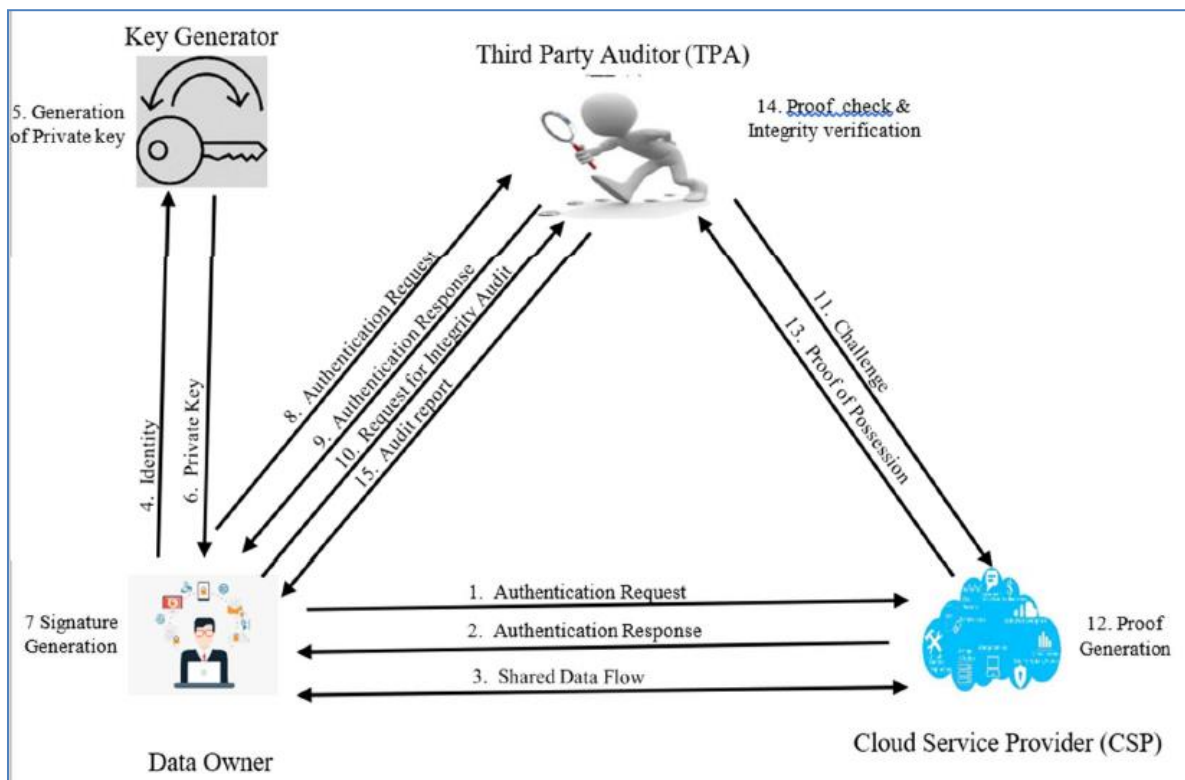 Key Generator
Third Party Auditor (TPA)
5. Generation
of Private key
14. Proof check &
Integrity verification
8. Authentication Request
9. Authentication Response
10. Request for Integrity Audit
15. Audit report
11. Challenge
13. Proof of Possession
4. Identity
6. Private Key
1. Authentication Request
7 Signature
Generation
2. Authentication Response
12. Proof
Generation
3. Shared Data Flow
Cloud Service Provider (CSP)
Data Owner